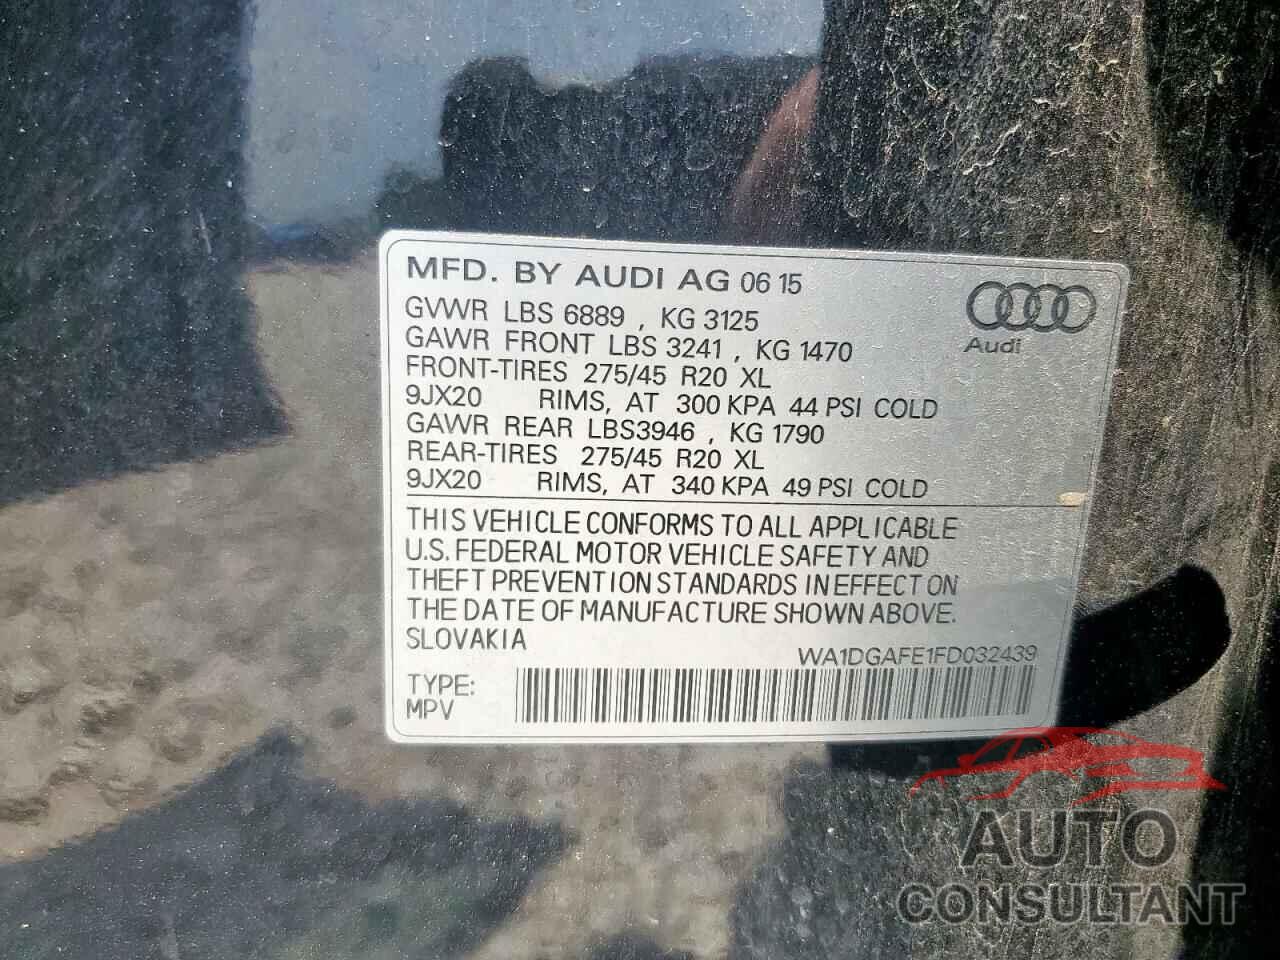 MFD. BY AUDI AG 06 15
GVWR LBS 6889 , KG 3125
GAWR FRONT LBS 3241 , KG 1470
FRONT-TIRES 275/45 R20 XL
9JX20 RIMS, AT 300 KPA 44 PSI COLD
GAWR REAR LBS3946 , KG 1790
REAR-TIRES 275/45 R20 XL
9JX20 RIMS, AT 340 KPA 49 PSI COLD
Audi
THIS VEHICLE CONFORMS TO ALL APPLICABLE
U.S. FEDERAL MOTOR VEHICLE SAFETY AND
THEFT PREVENTION STANDARDS IN EFFECT ON
THE DATE OF MANUFACTURE SHOWN ABOVE.
SLOVAKIA
WA1DGAFE1FD032439
TYPE:
MPV
AUTO
CONSULTANT